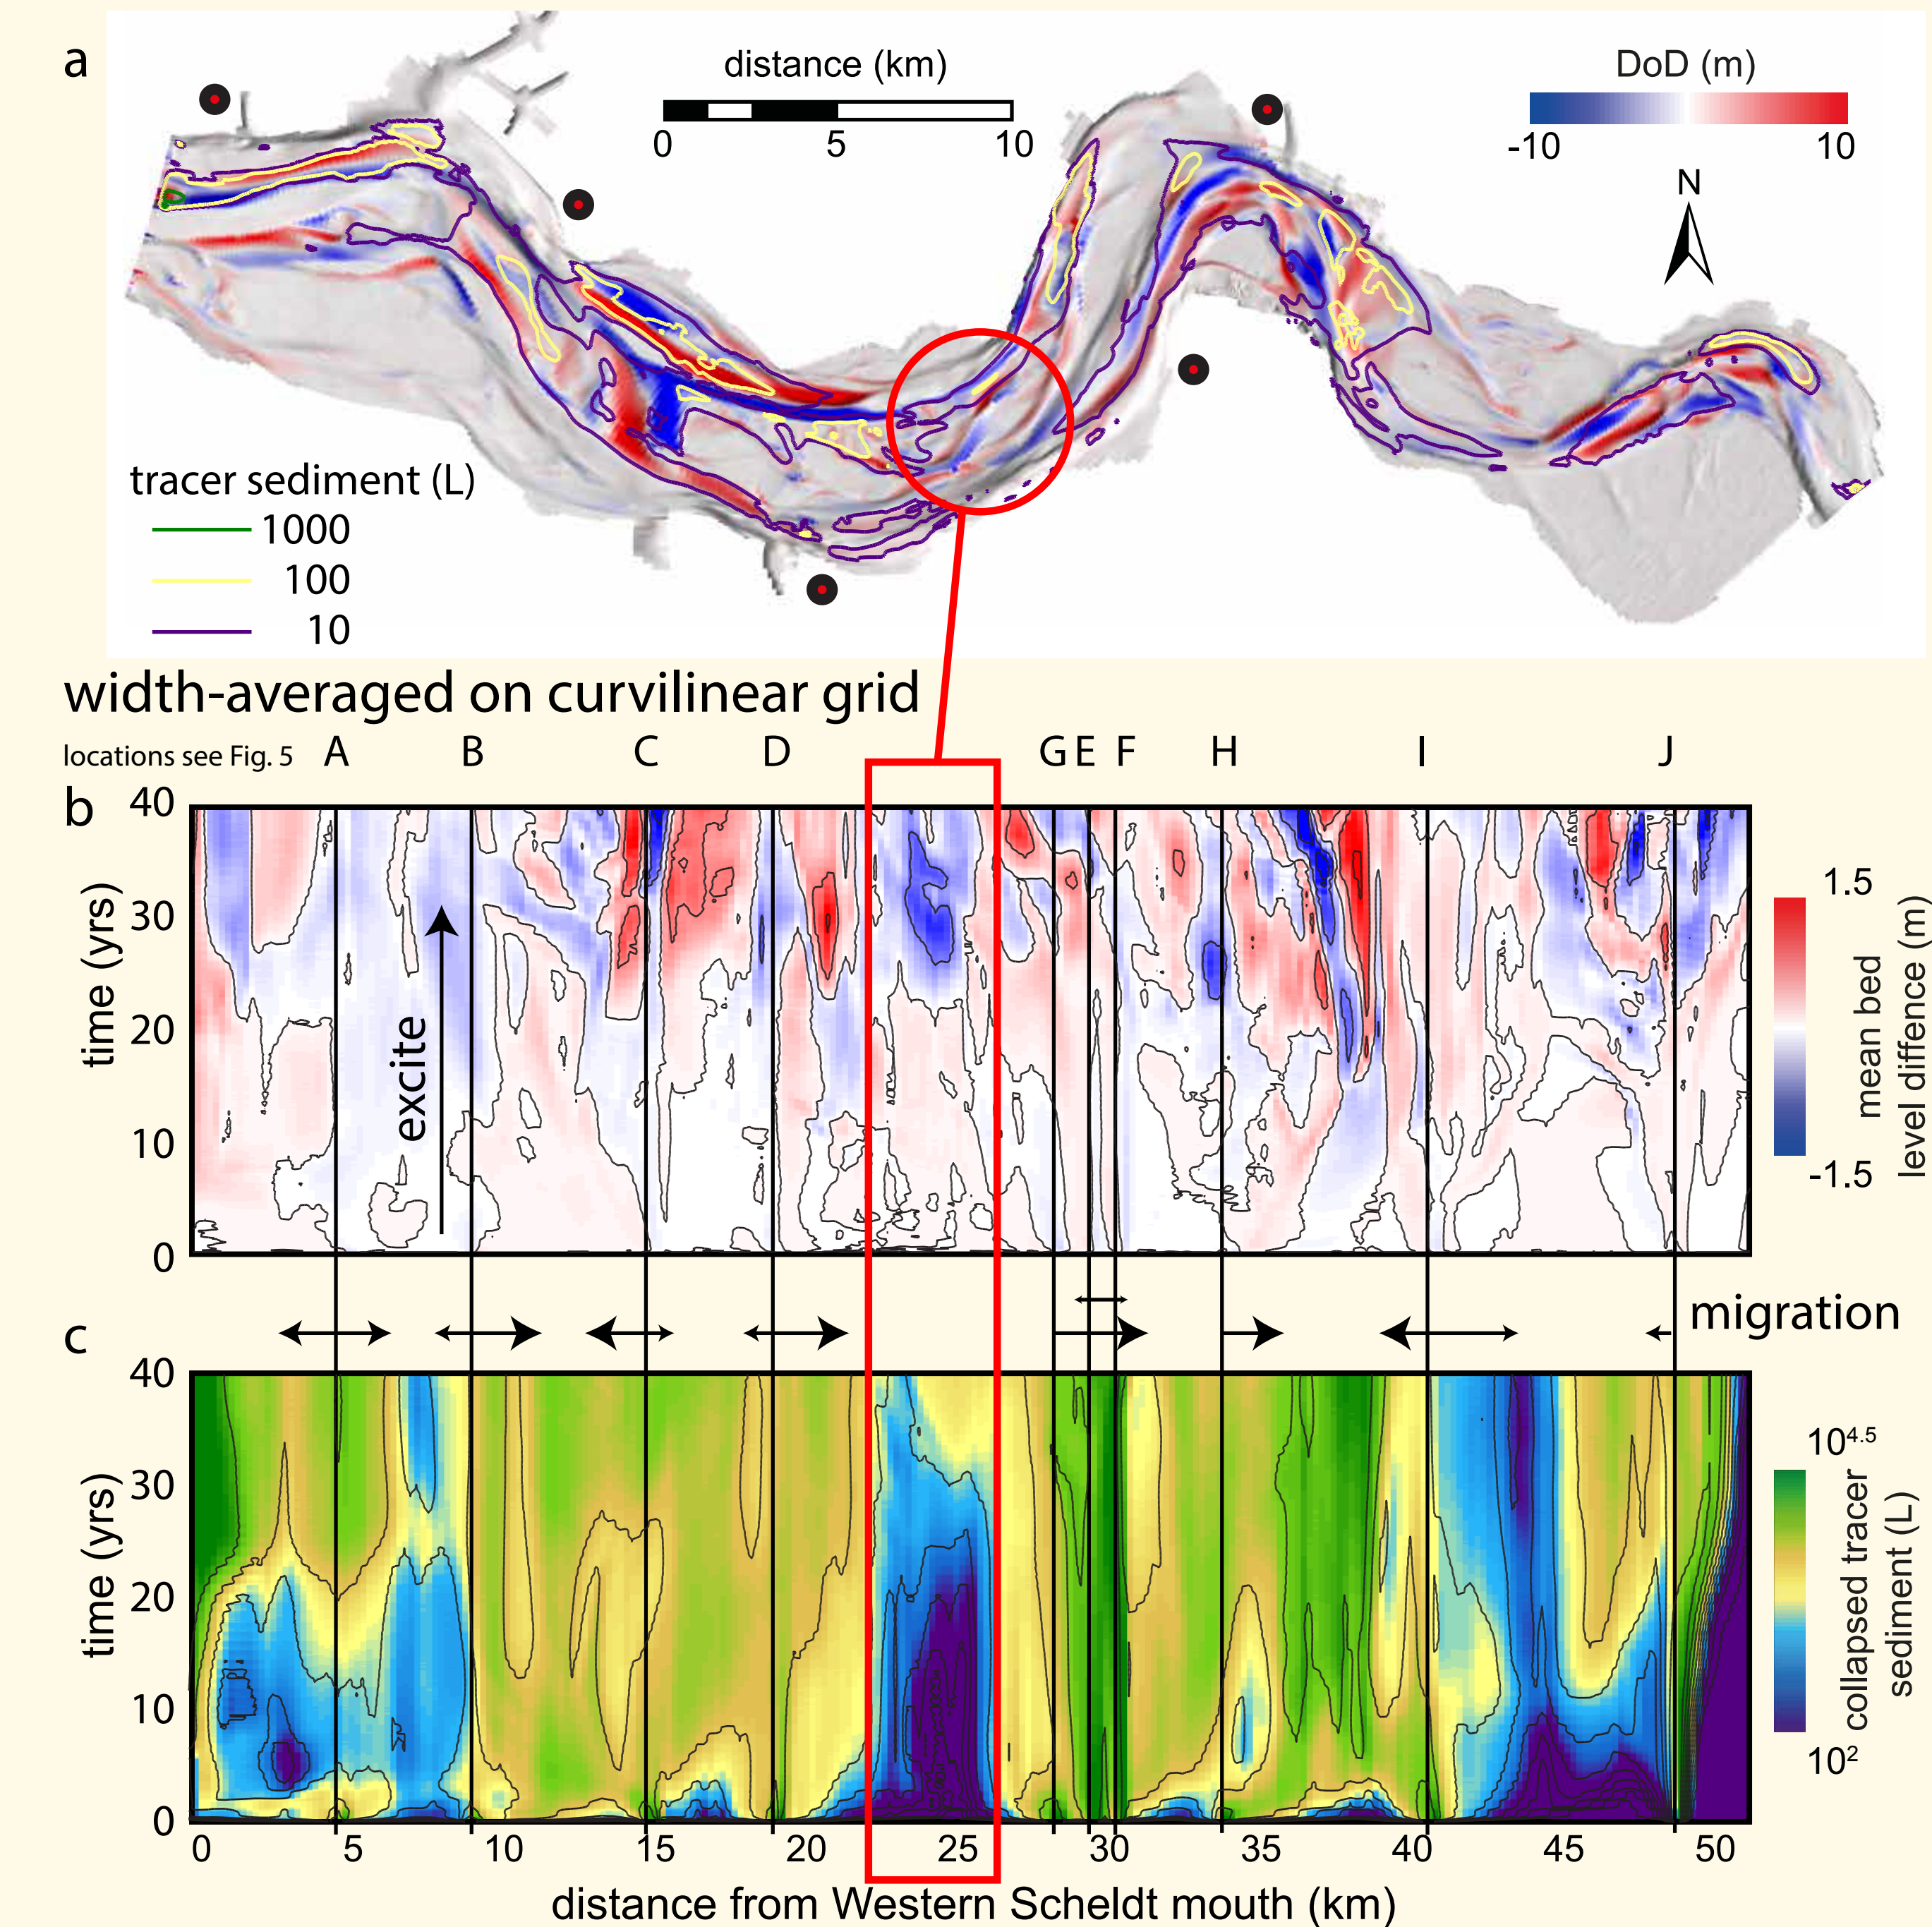 a
distance (km)
0 5 10
DoD (m)
-10 10
N
tracer sediment (L)
1000
100
10
width-averaged on curvilinear grid
locations see Fig. 5 A B C D G E F H I J
b
40
30
20
10
0
time (yrs)
excite
1.5
-1.5
mean bed
level diffence (m)
migration
c
40
30
20
10
0
time (yrs)
10^4.5
10^2
collapsed tracer
sediment (L)
0 5 10 15 20 25 30 35 40 45 50
distance from Western Scheldt mouth (km)